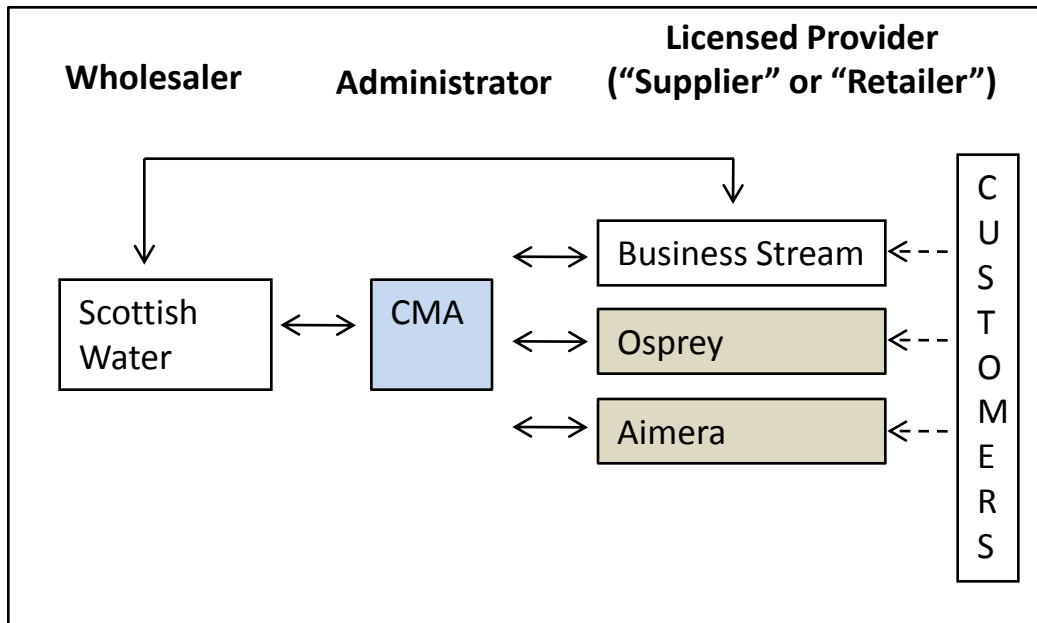 Wholesaler
Administrator
Licensed Provider
(“Supplier” or “Retailer”)
Scottish
Water
CMA
Business Stream
Osprey
Aimera
C
U
S
T
O
M
E
R
S